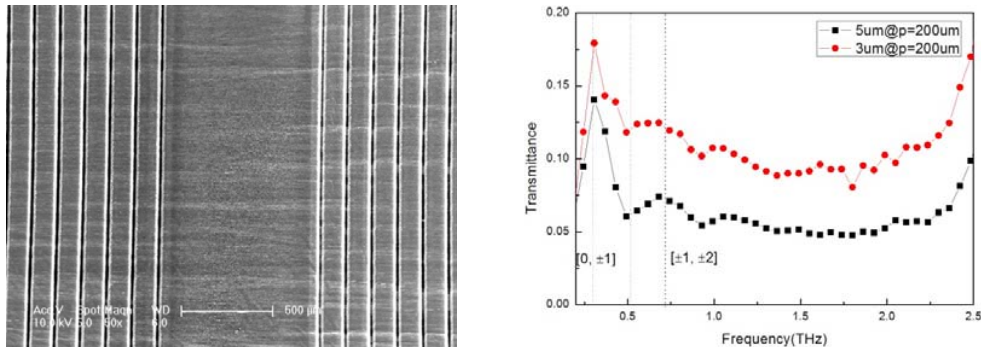 Acc.V Spot Magn WD
10.0 kV 5.0 50x 6.0
500 µm
0.20
0.15
0.10
0.05
0.00
Transmittance
5um@p=200um
3um@p=200um
[0, ±1]
[±1, ±2]
0.5 1.0 1.5 2.0 2.5
Frequency(THz)